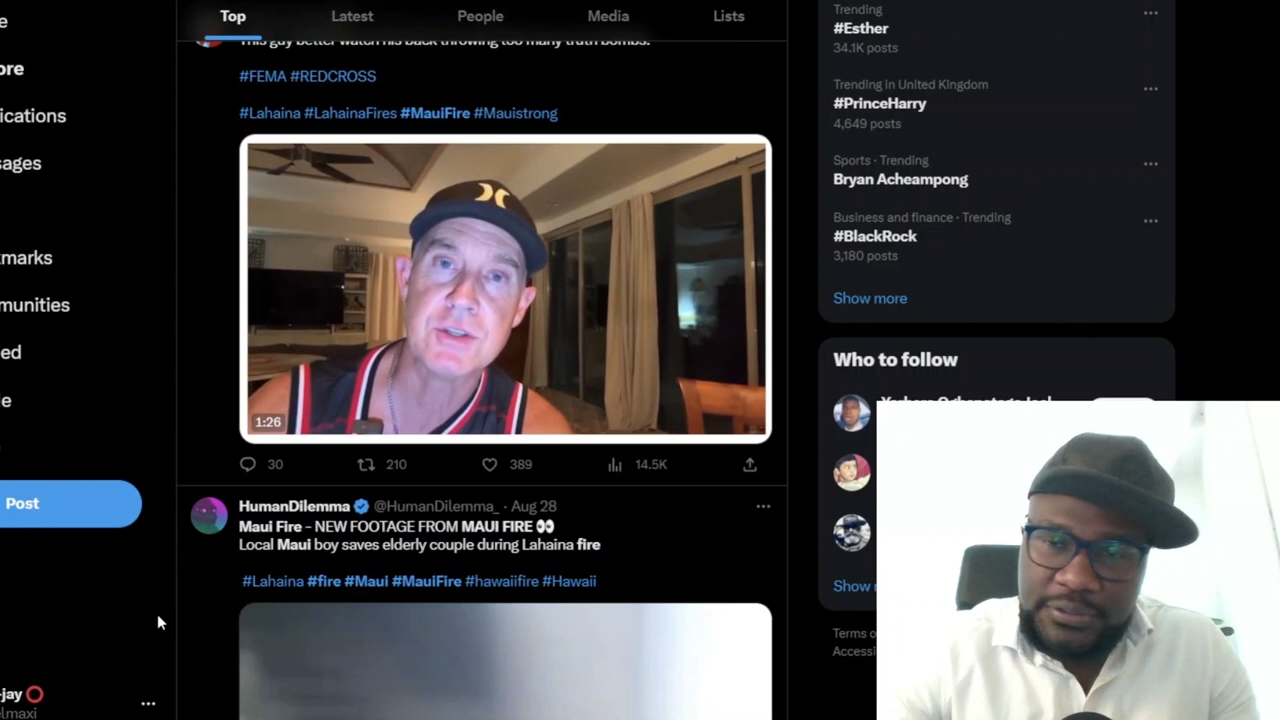 Top
Latest
People
Media
Lists
This guy better watch his back throwing too many truth bombs.
#FEMA #REDCROSS
#Lahaina #LahainaFires #MauiFire #Mauistrong
1:26
30
210
389
14.5K
HumanDilemma @HumanDilemma_ · Aug 28
Maui Fire - NEW FOOTAGE FROM MAUI FIRE 👀
Local Maui boy saves elderly couple during Lahaina fire
#Lahaina #fire #Maui #MauiFire #hawaiifire #Hawaii
e
ore
ications
sages
kmarks
munities
ed
e
Post
-jay ⭕
elmaxi
Trending
#Esther
34.1K posts
Trending in United Kingdom
#PrinceHarry
4,649 posts
Sports · Trending
Bryan Acheampong
Business and finance · Trending
#BlackRock
3,180 posts
Show more
Who to follow
Show
Terms o
Accessi